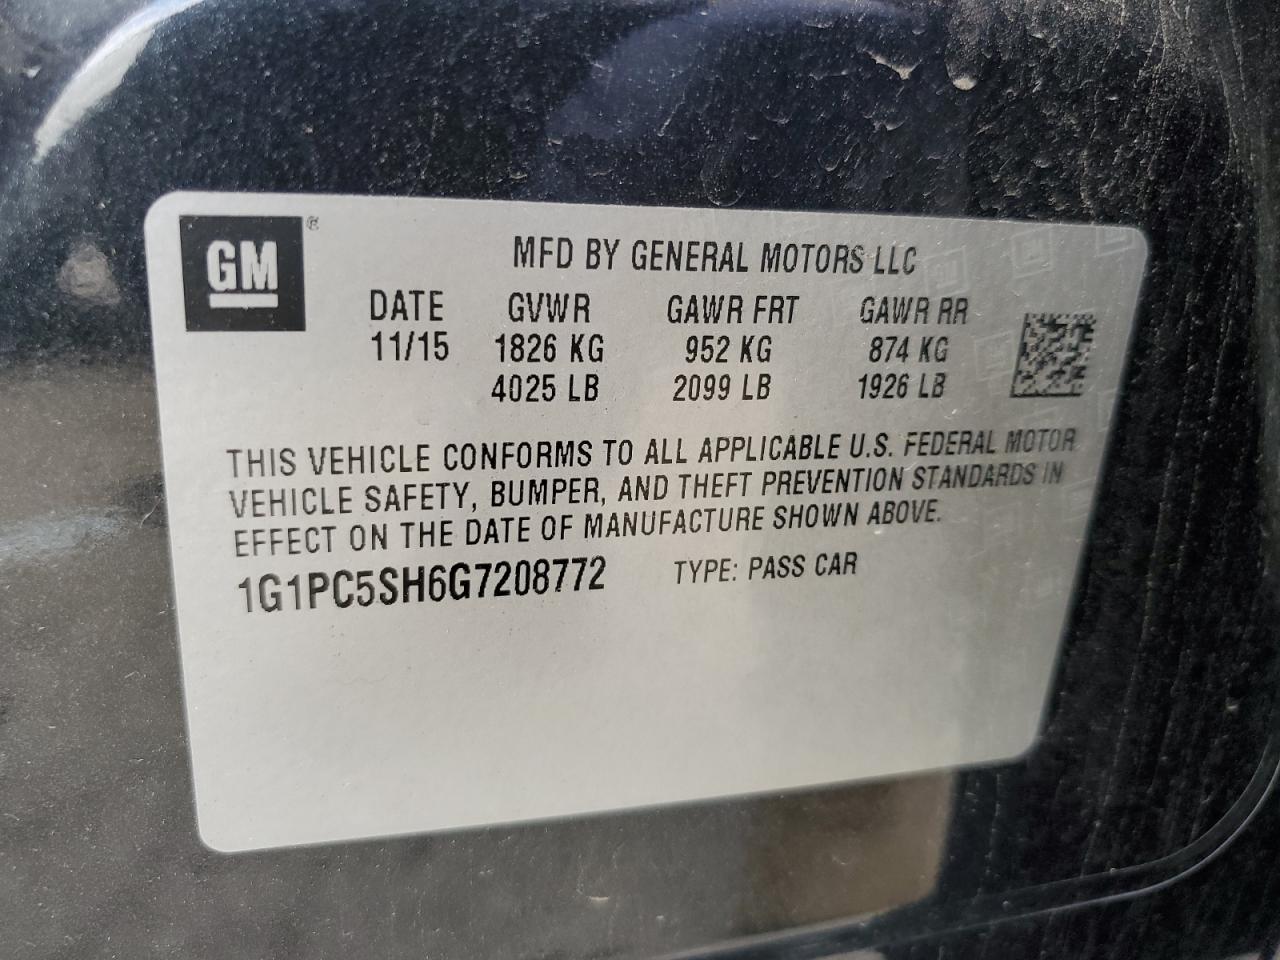 GM ®
MFD BY GENERAL MOTORS LLC
DATE GVWR GAWR FRT GAWR RR
11/15 1826 KG 952 KG 874 KG
4025 LB 2099 LB 1926 LB
THIS VEHICLE CONFORMS TO ALL APPLICABLE U.S. FEDERAL MOTOR
VEHICLE SAFETY, BUMPER, AND THEFT PREVENTION STANDARDS IN
EFFECT ON THE DATE OF MANUFACTURE SHOWN ABOVE.
1G1PC5SH6G7208772 TYPE: PASS CAR